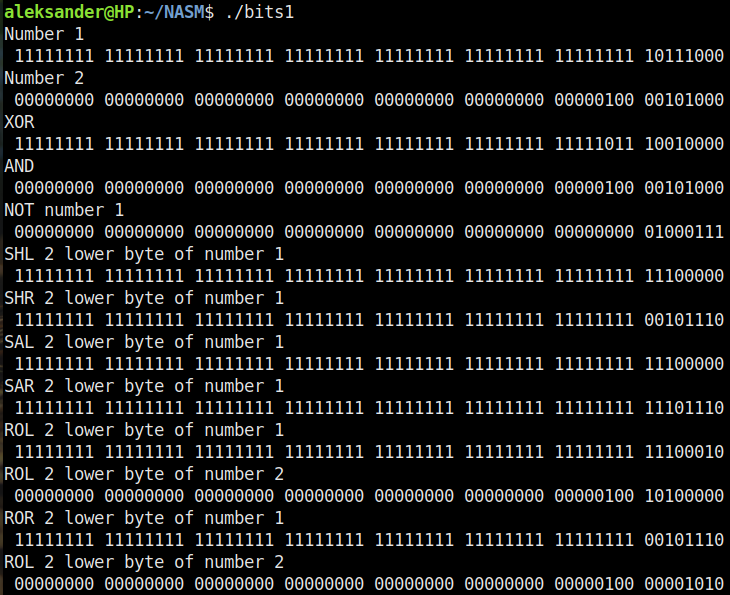 aleksander@HP:~/NASM$ ./bits1
Number 1
11111111 11111111 11111111 11111111 11111111 11111111 11111111 10111000
Number 2
00000000 00000000 00000000 00000000 00000000 00000000 00000100 00101000
XOR
11111111 11111111 11111111 11111111 11111111 11111111 11111011 10010000
AND
00000000 00000000 00000000 00000000 00000000 00000000 00000100 00101000
NOT number 1
00000000 00000000 00000000 00000000 00000000 00000000 00000000 01000111
SHL 2 lower byte of number 1
11111111 11111111 11111111 11111111 11111111 11111111 11111111 11100000
SHR 2 lower byte of number 1
11111111 11111111 11111111 11111111 11111111 11111111 11111111 00101110
SAL 2 lower byte of number 1
11111111 11111111 11111111 11111111 11111111 11111111 11111111 11100000
SAR 2 lower byte of number 1
11111111 11111111 11111111 11111111 11111111 11111111 11111111 11101110
ROL 2 lower byte of number 1
11111111 11111111 11111111 11111111 11111111 11111111 11111111 11100010
ROL 2 lower byte of number 2
00000000 00000000 00000000 00000000 00000000 00000000 00000100 10100000
ROR 2 lower byte of number 1
11111111 11111111 11111111 11111111 11111111 11111111 11111111 00101110
ROL 2 lower byte of number 2
00000000 00000000 00000000 00000000 00000000 00000000 00000100 00001010